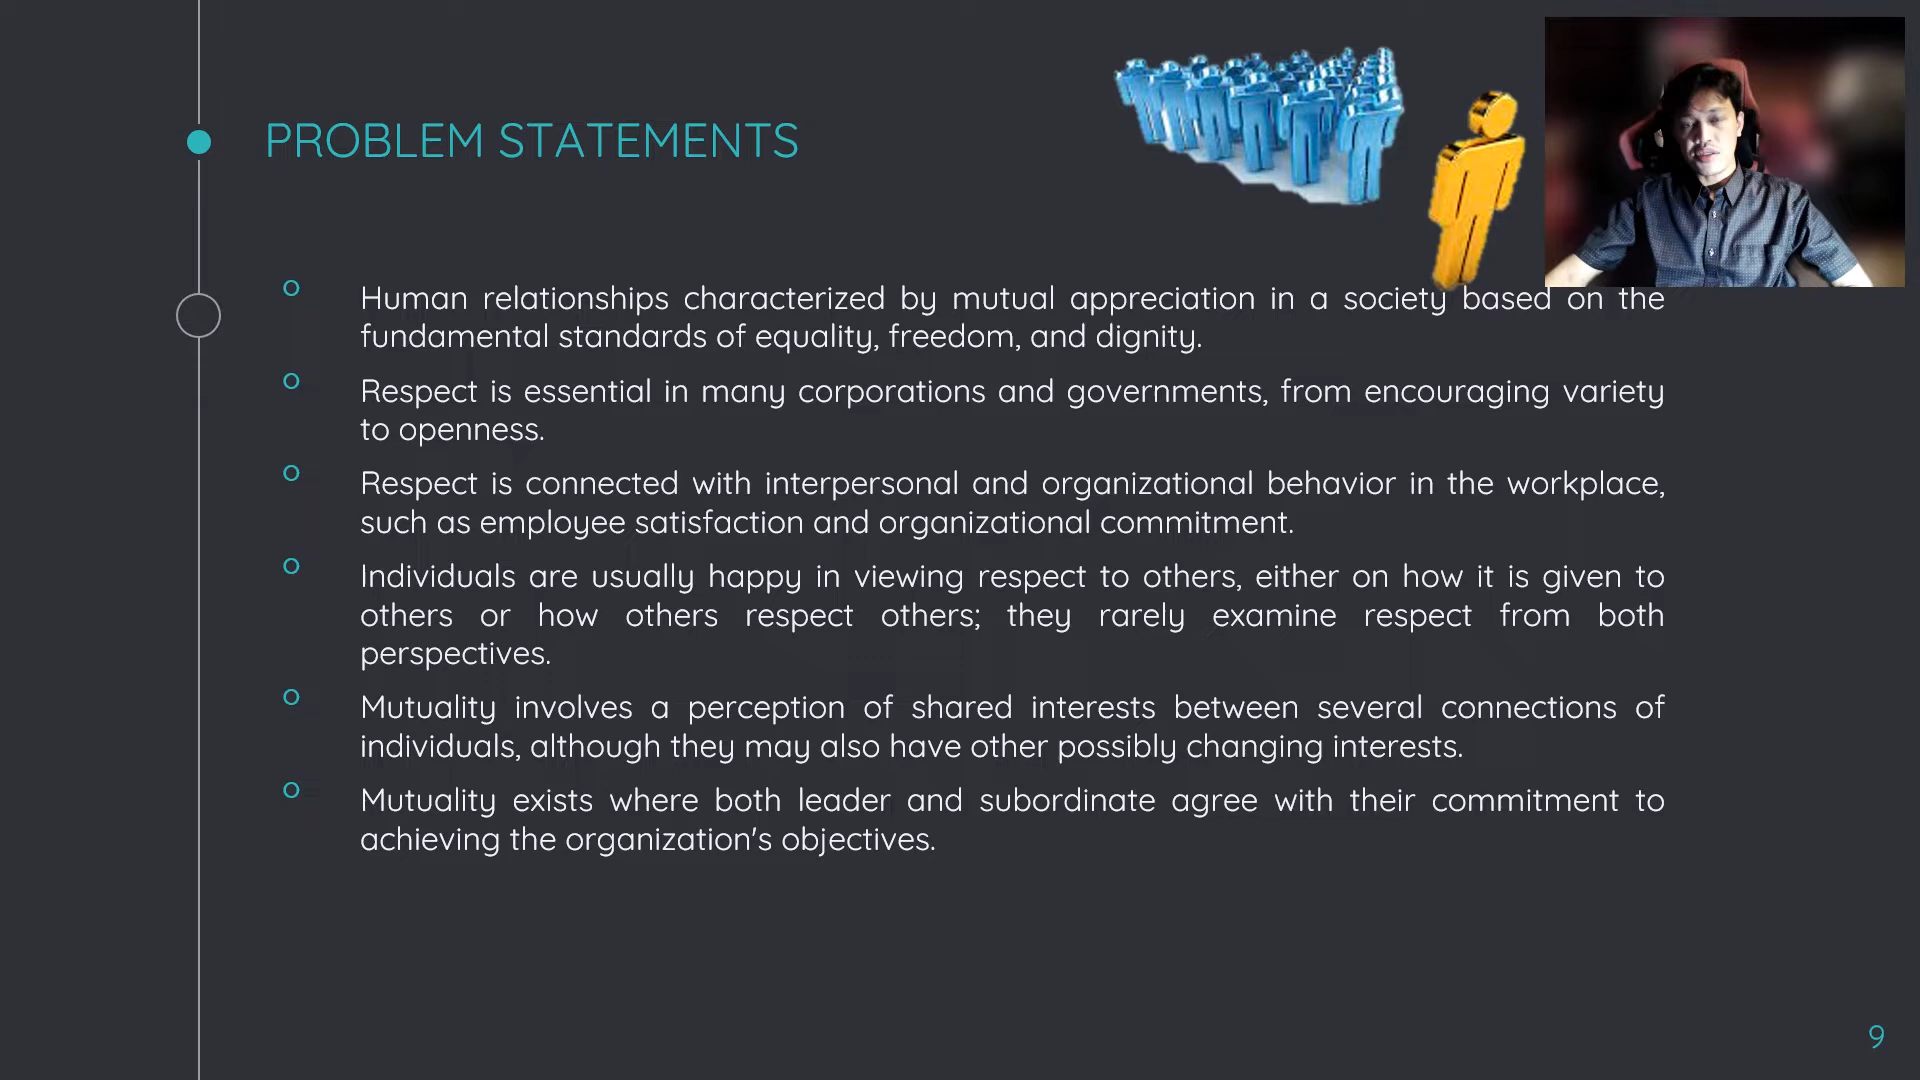 PROBLEM STATEMENTS
Human relationships characterized by mutual appreciation in a society based on the
fundamental standards of equality, freedom, and dignity.
Respect is essential in many corporations and governments, from encouraging variety
to openness.
Respect is connected with interpersonal and organizational behavior in the workplace,
such as employee satisfaction and organizational commitment.
Individuals are usually happy in viewing respect to others, either on how it is given to
others or how others respect others; they rarely examine respect from both
perspectives.
Mutuality involves a perception of shared interests between several connections of
individuals, although they may also have other possibly changing interests.
Mutuality exists where both leader and subordinate agree with their commitment to
achieving the organization's objectives.
9